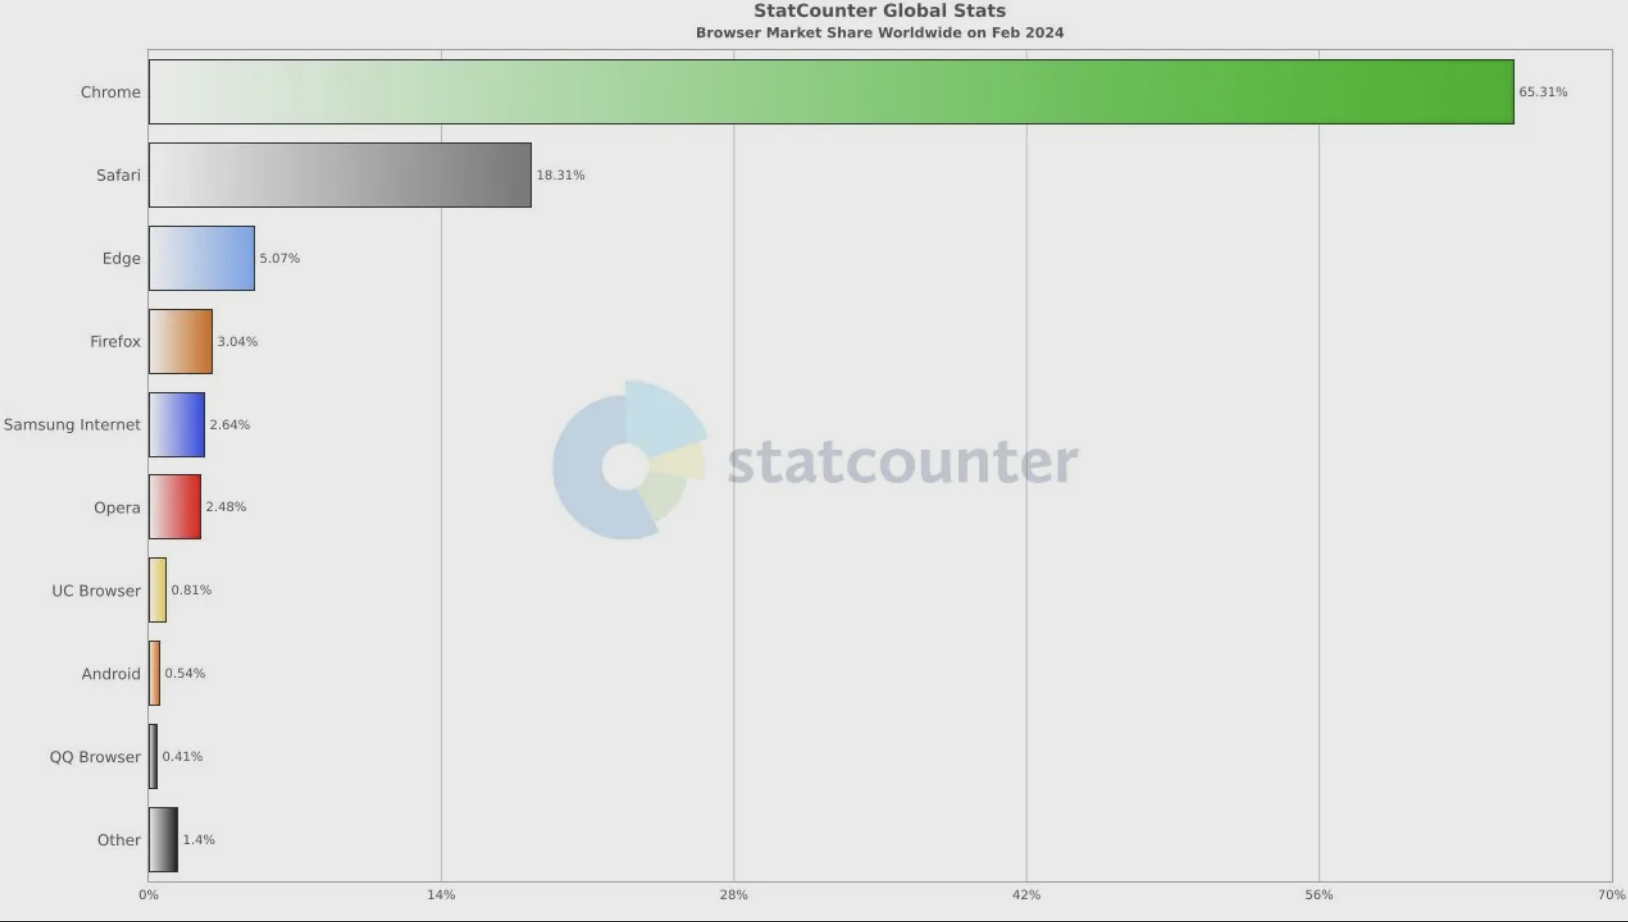 StatCounter Global Stats
Browser Market Share Worldwide on Feb 2024
Chrome 65.31%
Safari 18.31%
Edge 5.07%
Firefox 3.04%
Samsung Internet 2.64%
Opera 2.48%
statcounter
UC Browser 0.81%
Android 0.54%
QQ Browser 0.41%
Other 1.4%
0% 14% 28% 42% 56% 70%